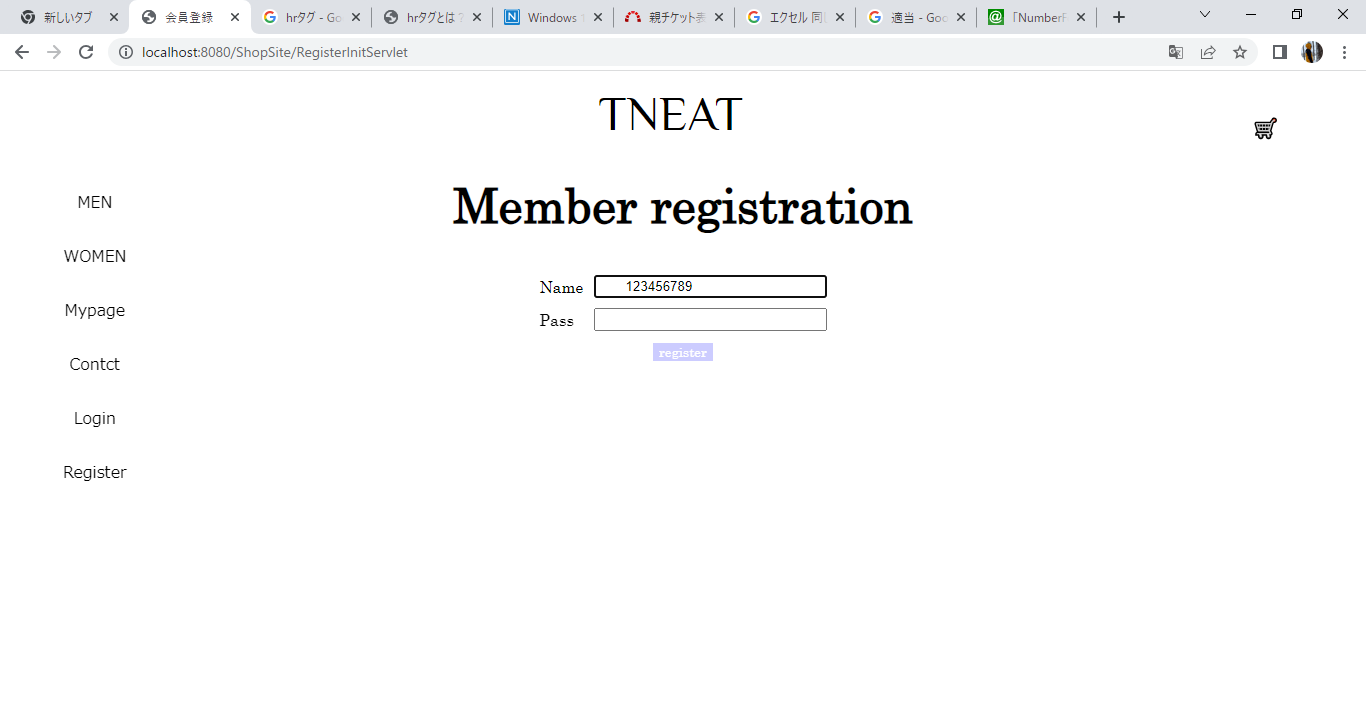 新しいタブ
会員登録
hrタグ - Go
hrタグとは?
Windows
親チケット表
エクセル 同
適当 - Goo
「NumberF
localhost:8080/ShopSite/RegisterInitServlet
TNEAT
Member registration
MEN
WOMEN
Mypage
Contct
Login
Register
Name 123456789
Pass
register